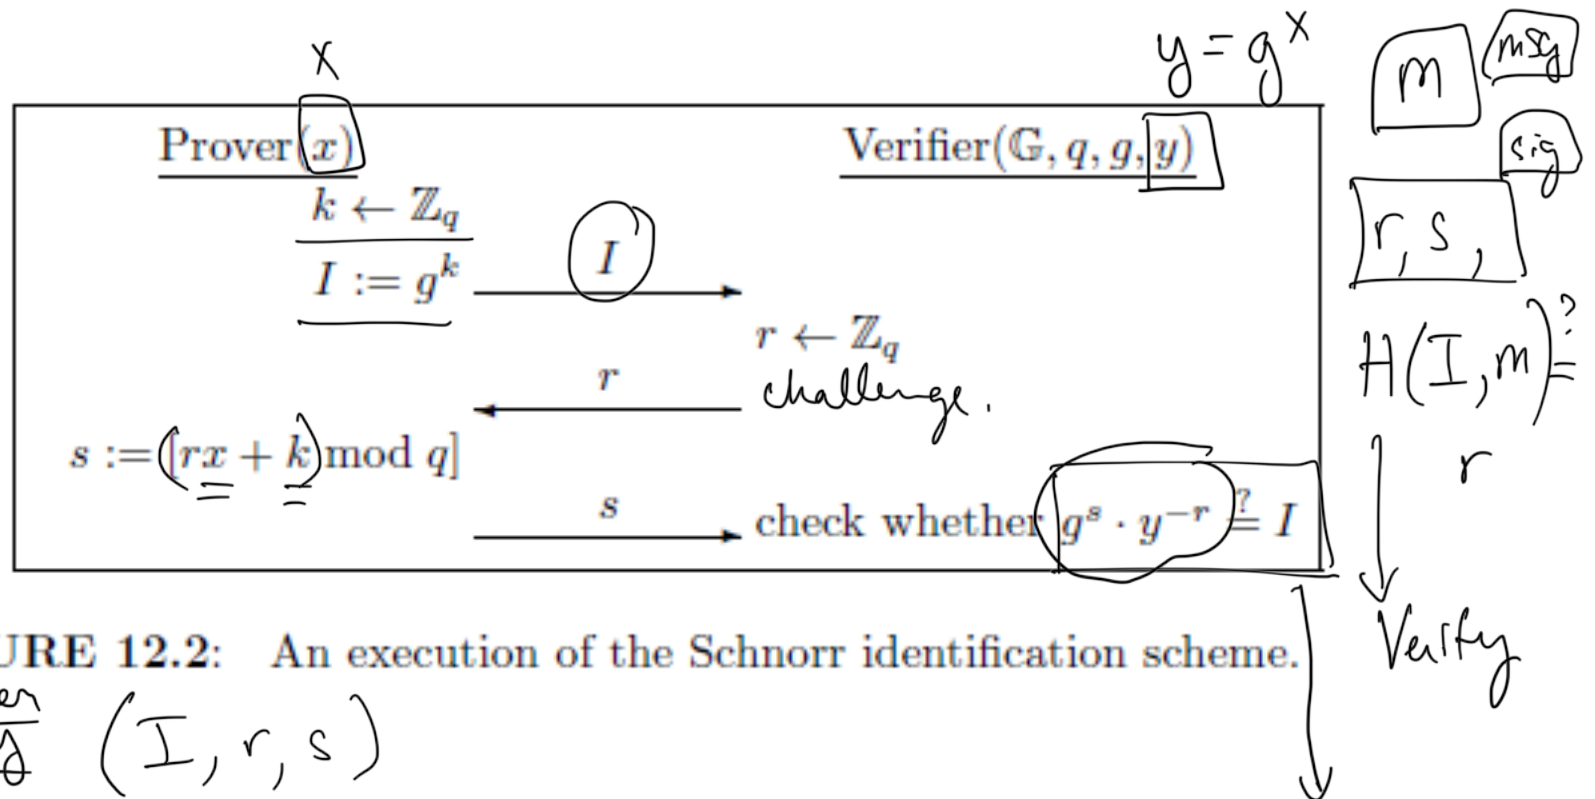 x
y = g^x
m
msg
Prover(x)
Verifier(𝔾, q, g, y)
sig
k ← ℤ_q
r, s,
I := g^k
I
r ← ℤ_q
H(I, m) ?=
r
challenge.
s := ([rx + k) mod q]
r
s
check whether g^s · y^{-r} ?= I
Verify
URE 12.2: An execution of the Schnorr identification scheme.
(I, r, s)